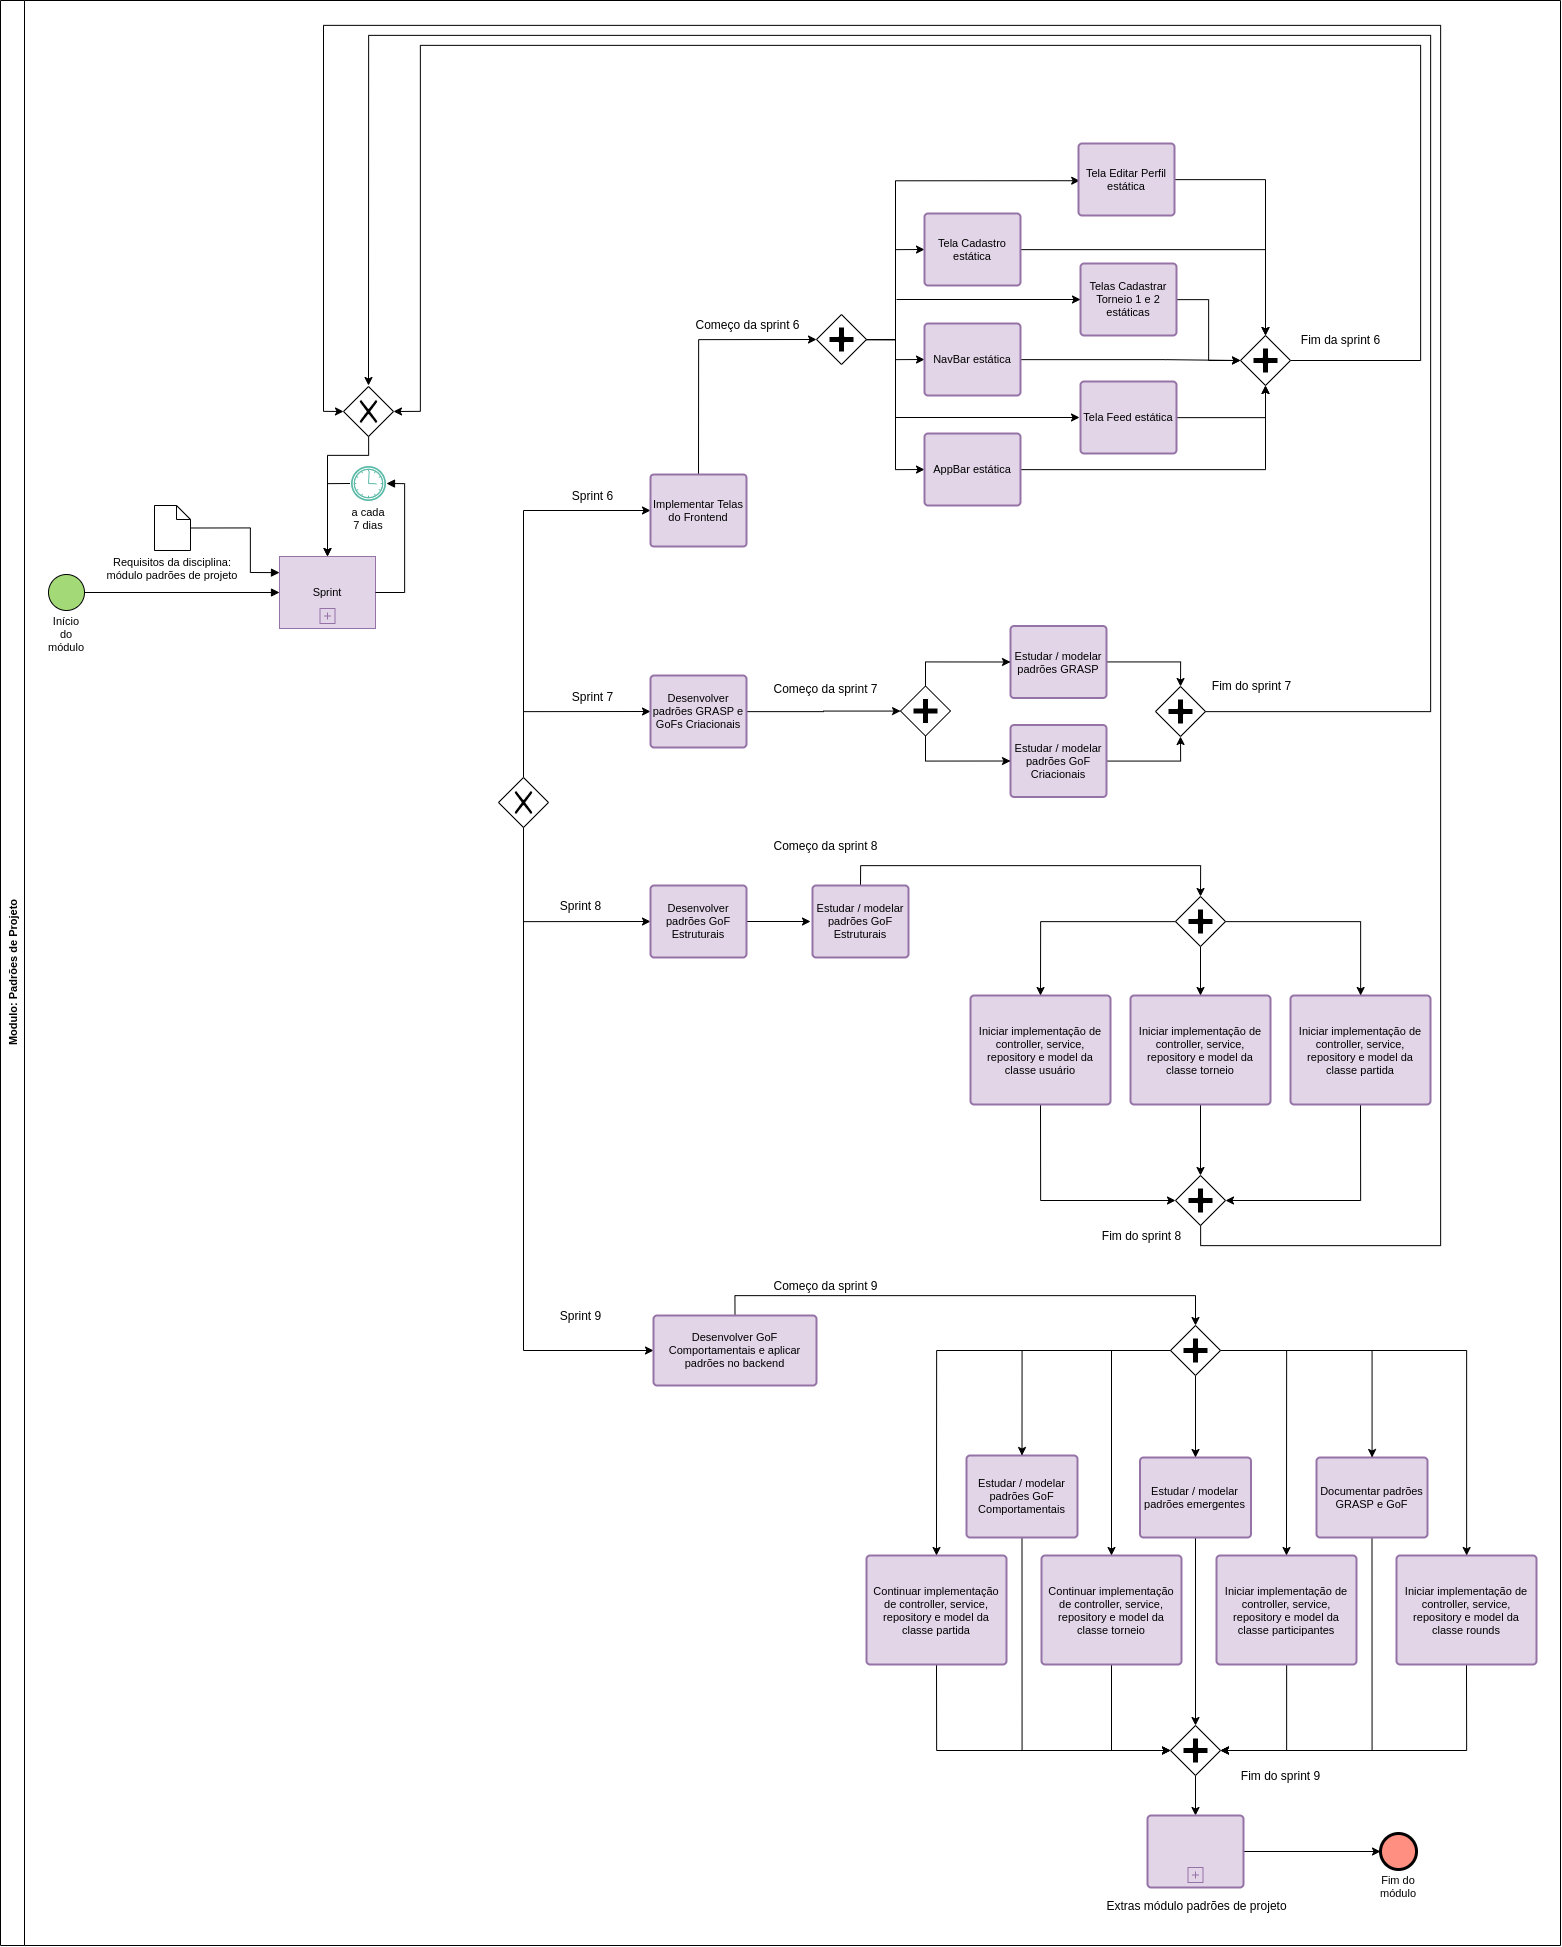 Modulo: Padrões de Projeto
Tela Editar Perfil
estática
Tela Cadastro
estática
Telas Cadastrar
Torneio 1 e 2
estáticas
Começo da sprint 6
NavBar estática
Fim da sprint 6
Tela Feed estática
AppBar estática
a cada
7 dias
Sprint 6
Implementar Telas
do Frontend
Requisitos da disciplina:
módulo padrões de projeto
Sprint
Início
do
módulo
Sprint 7
Desenvolver
padrões GRASP e
GoFs Criacionais
Começo da sprint 7
Estudar / modelar
padrões GRASP
Fim do sprint 7
Estudar / modelar
padrões GoF
Criacionais
Começo da sprint 8
Sprint 8
Desenvolver
padrões GoF
Estruturais
Estudar / modelar
padrões GoF
Estruturais
Iniciar implementação de
controller, service,
repository e model da
classe usuário
Iniciar implementação de
controller, service,
repository e model da
classe torneio
Iniciar implementação de
controller, service,
repository e model da
classe partida
Fim do sprint 8
Começo da sprint 9
Sprint 9
Desenvolver GoF
Comportamentais e aplicar
padrões no backend
Estudar / modelar
padrões GoF
Comportamentais
Estudar / modelar
padrões emergentes
Documentar padrões
GRASP e GoF
Continuar implementação
de controller, service,
repository e model da
classe partida
Continuar implementação
de controller, service,
repository e model da
classe torneio
Iniciar implementação de
controller, service,
repository e model da
classe participantes
Iniciar implementação de
controller, service,
repository e model da
classe rounds
Fim do sprint 9
Extras módulo padrões de projeto
Fim do
módulo